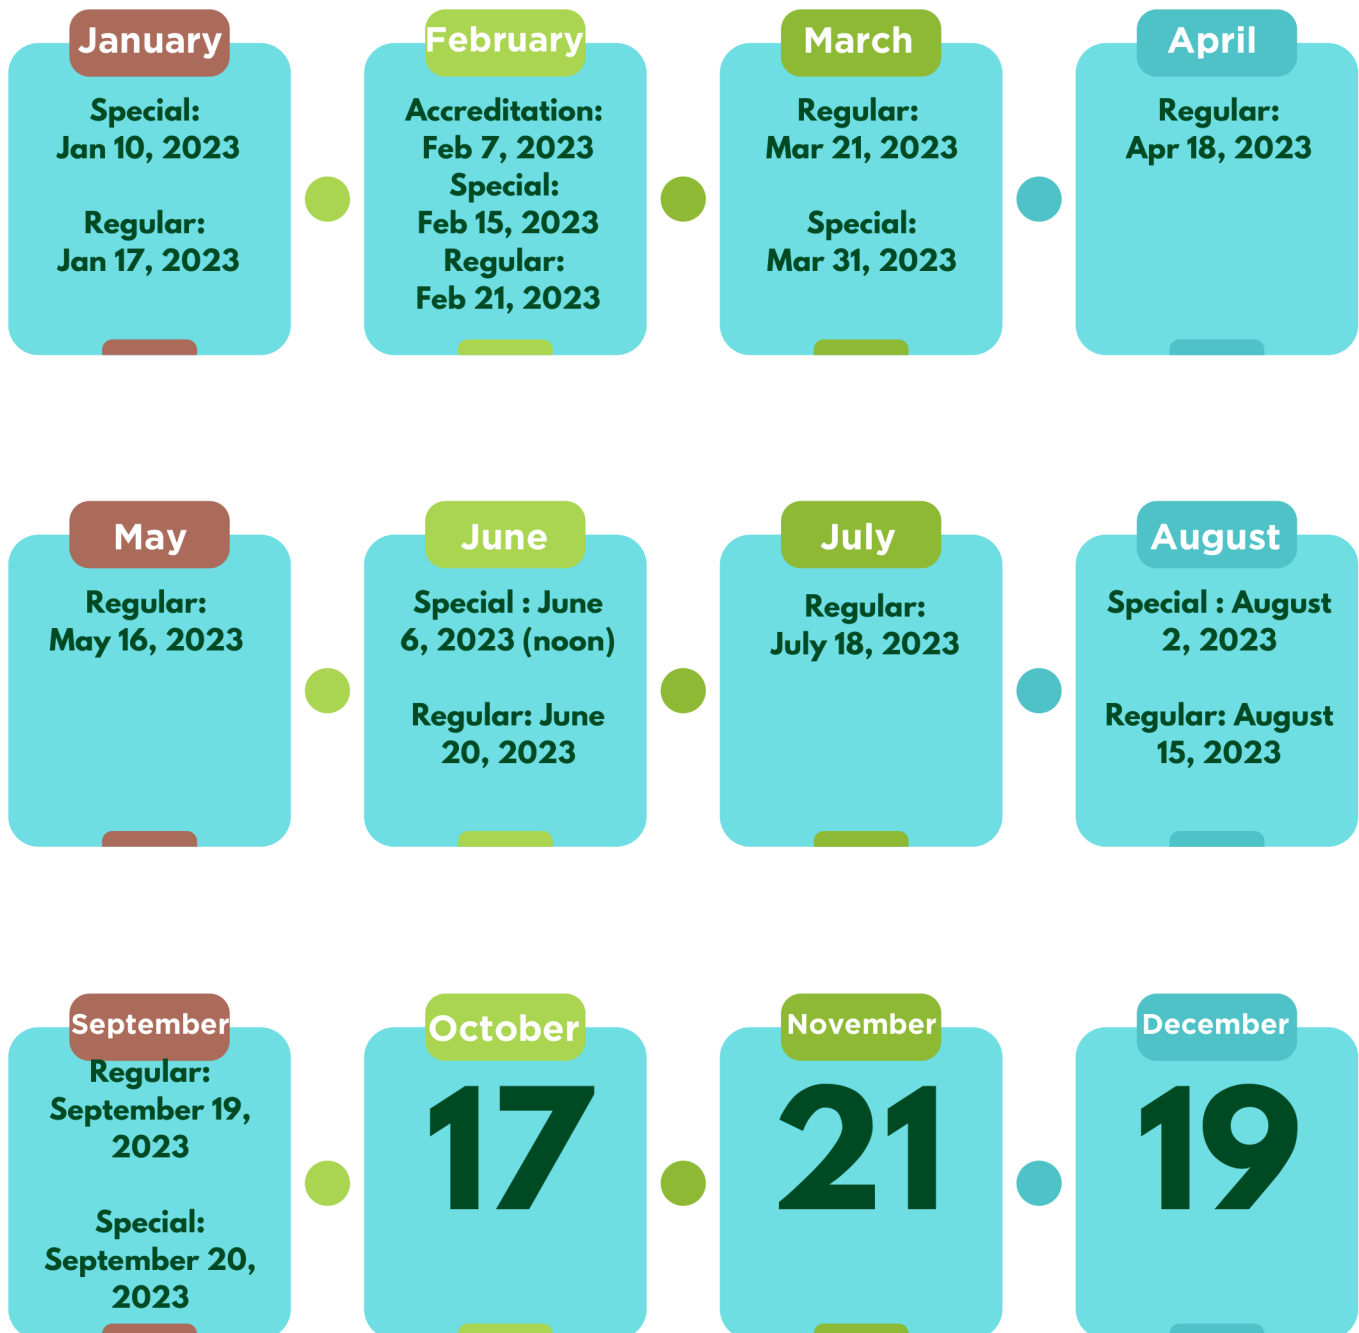 January
Special:
Jan 10, 2023
Regular:
Jan 17, 2023
February
Accreditation:
Feb 7, 2023
Special:
Feb 15, 2023
Regular:
Feb 21, 2023
March
Regular:
Mar 21, 2023
Special:
Mar 31, 2023
April
Regular:
Apr 18, 2023
May
Regular:
May 16, 2023
June
Special : June
6, 2023 (noon)
Regular: June
20, 2023
July
Regular:
July 18, 2023
August
Special : August
2, 2023
Regular: August
15, 2023
September
Regular:
September 19,
2023
Special:
September 20,
2023
October
17
November
21
December
19